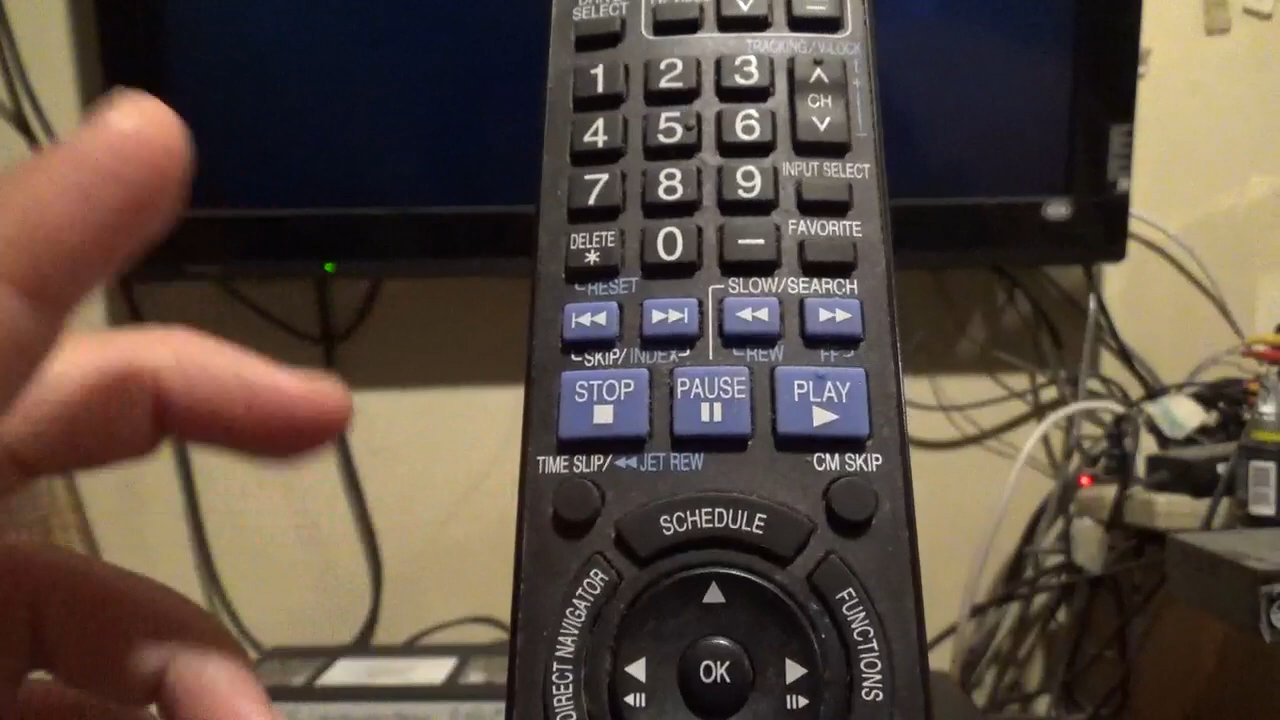 DRIVE
SELECT
TRACKING/V-LOCK
1 2 3
CH
4 5 6
INPUT SELECT
7 8 9
FAVORITE
DELETE
* 0 —
RESET
SLOW/SEARCH
SKIP/INDEX
REW FF
STOP PAUSE PLAY
TIME SLIP/ JET REW
CM SKIP
SCHEDULE
DIRECT NAVIGATOR
FUNCTIONS
OK